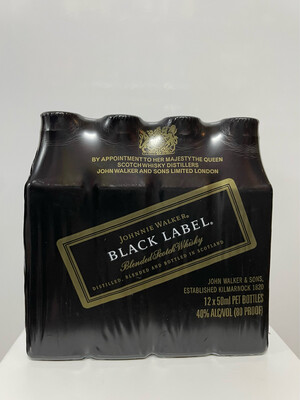 BY APPOINTMENT TO HER MAJESTY THE QUEEN
SCOTCH WHISKY DISTILLERS
JOHN WALKER AND SONS LIMITED LONDON
JOHNNIE WALKER®
BLACK LABEL®
Blended Scotch Whisky
DISTILLED, BLENDED AND BOTTLED IN SCOTLAND
JOHN WALKER & SONS,
ESTABLISHED KILMARNOCK 1820
12 x 50ml PET BOTTLES
40% ALC/VOL (80 PROOF)